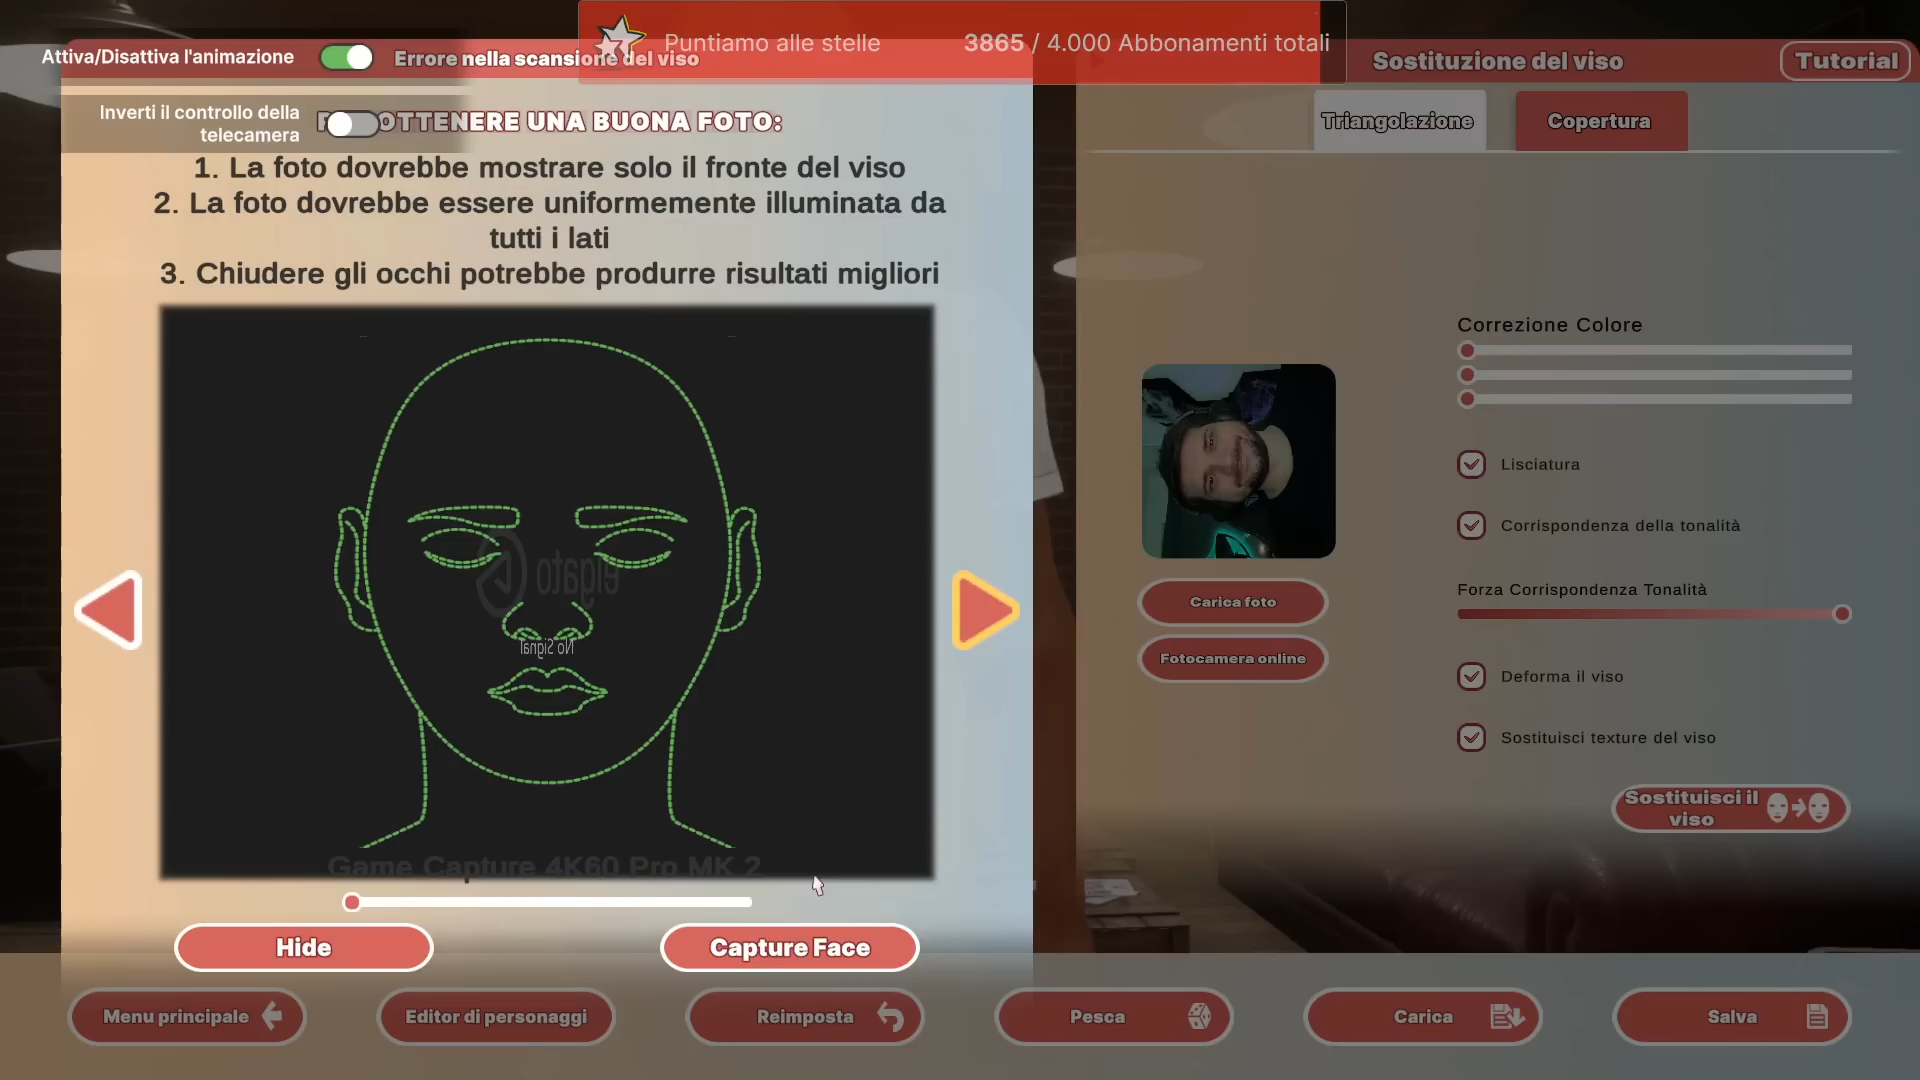 Puntiamo alle stelle
3865 / 4.000 Abbonamenti totali
Attiva/Disattiva l'animazione
Errore nella scansione del viso
Sostituzione del viso
Tutorial
Inverti il controllo della
telecamera
OTTENERE UNA BUONA FOTO:
Triangolazione
Copertura
1. La foto dovrebbe mostrare solo il fronte del viso
2. La foto dovrebbe essere uniformemente illuminata da
tutti i lati
3. Chiudere gli occhi potrebbe produrre risultati migliori
elgato
No Signal
Game Capture 4K60 Pro MK 2
Correzione Colore
Lisciatura
Corrispondenza della tonalità
Forza Corrispondenza Tonalità
Deforma il viso
Sostituisci texture del viso
Carica foto
Fotocamera online
Sostituisci il
viso
Hide
Capture Face
Menu principale
Editor di personaggi
Reimposta
Pesca
Carica
Salva